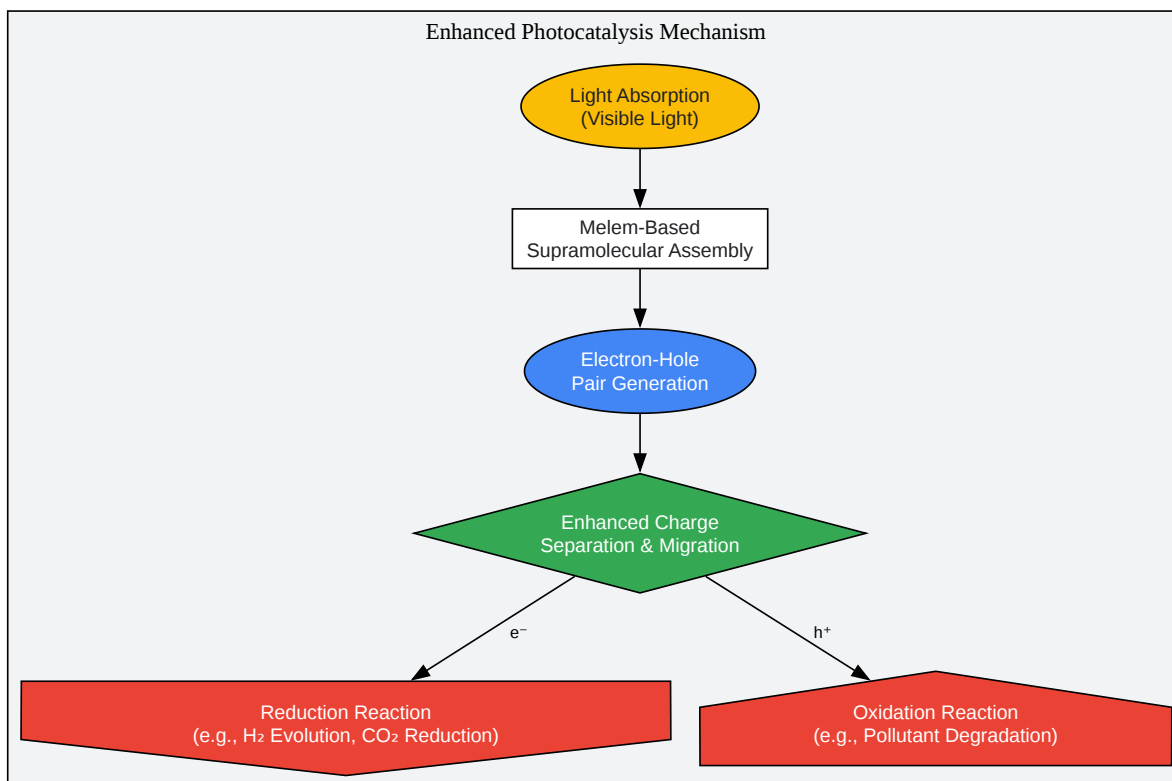 Enhanced Photocatalysis Mechanism
Light Absorption
(Visible Light)
Melem-Based
Supramolecular Assembly
Electron-Hole
Pair Generation
Enhanced Charge
Separation & Migration
e⁻
h⁺
Reduction Reaction
(e.g., H₂ Evolution, CO₂ Reduction)
Oxidation Reaction
(e.g., Pollutant Degradation)